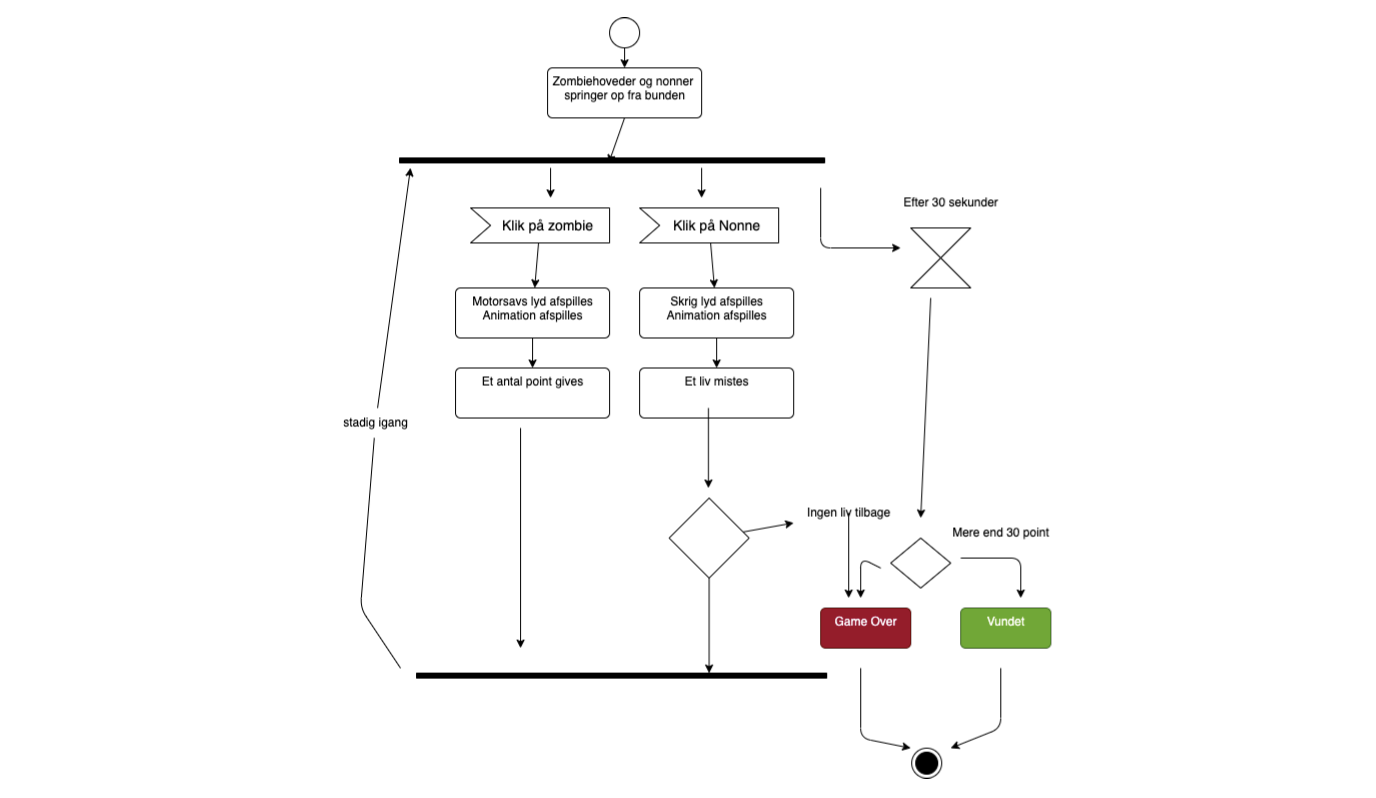 Zombiehoveder og nonner
springer op fra bunden
Efter 30 sekunder
Klik på zombie
Klik på Nonne
Motorsavs lyd afspilles
Animation afspilles
Skrig lyd afspilles
Animation afspilles
Et antal point gives
Et liv mistes
stadig igang
Ingen liv tilbage
Mere end 30 point
Game Over
Vundet